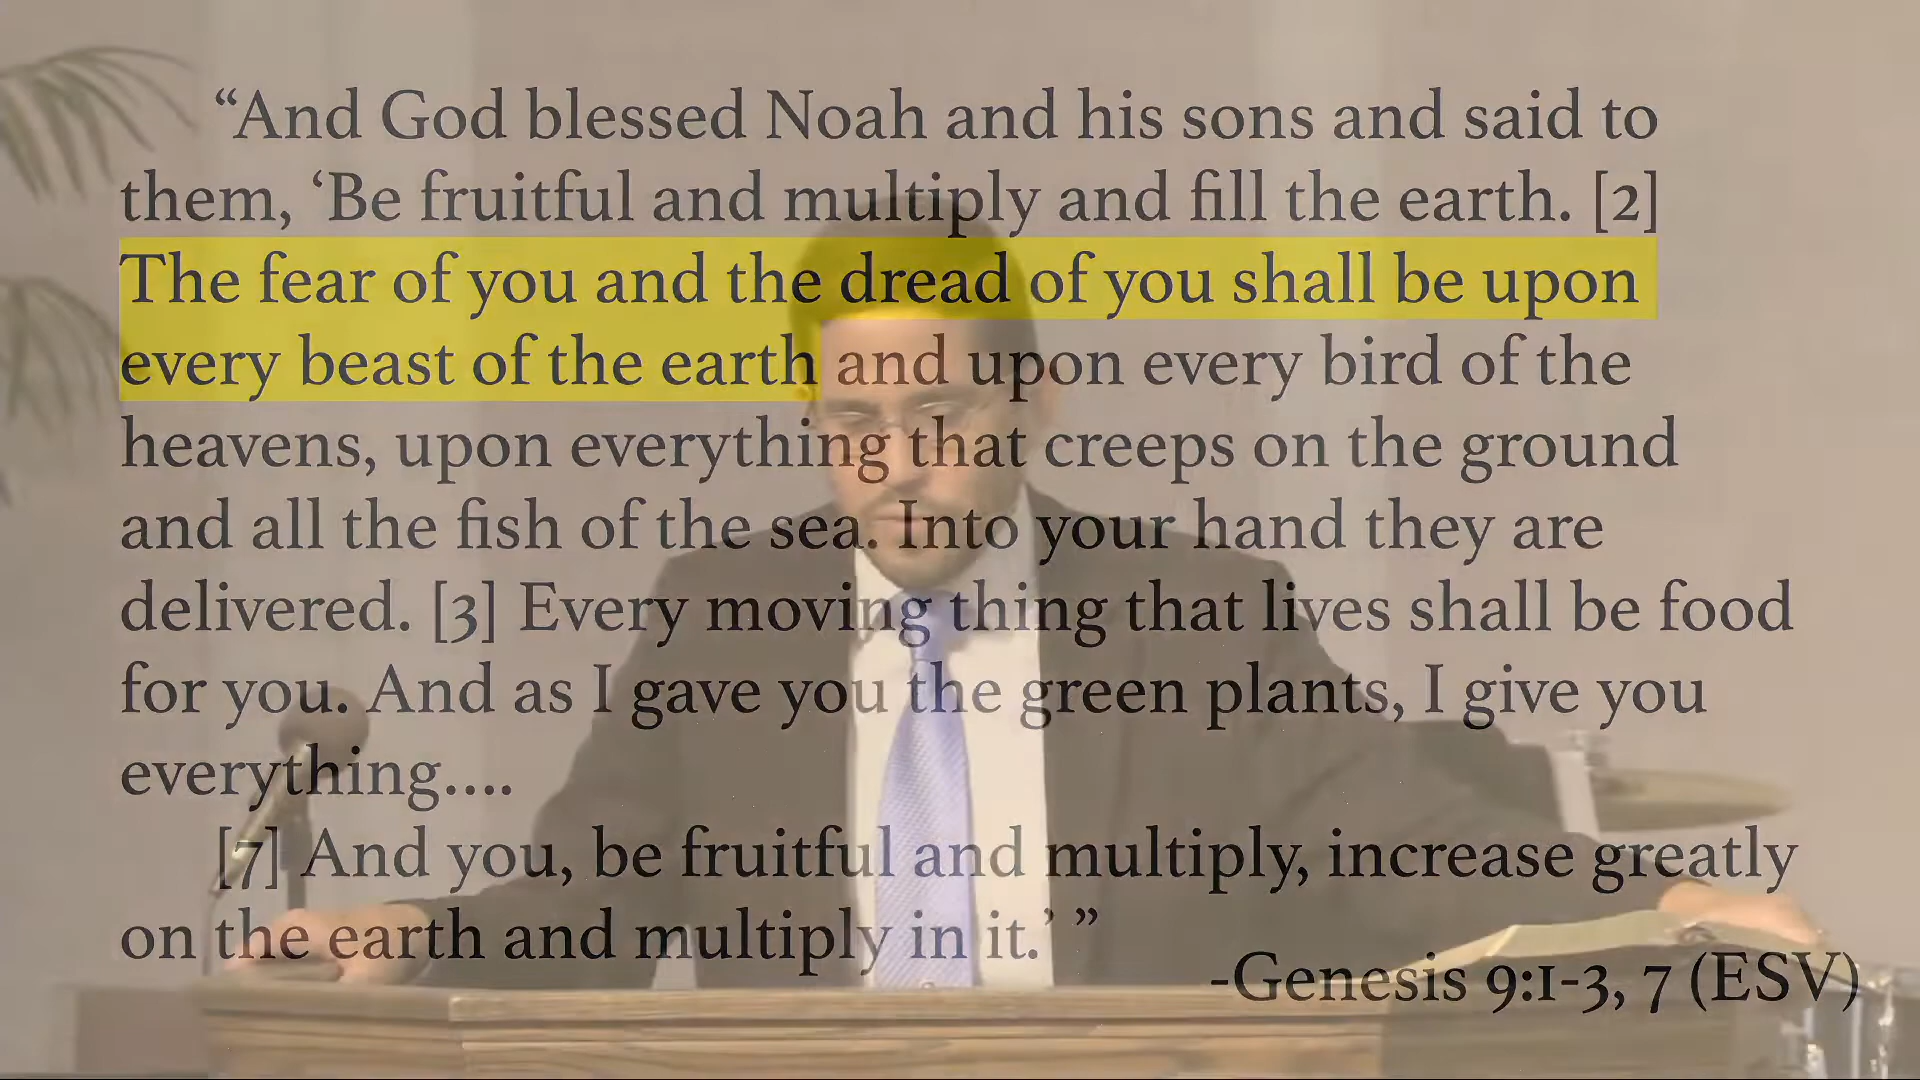 “And God blessed Noah and his sons and said to
them, ‘Be fruitful and multiply and fill the earth. [2]
The fear of you and the dread of you shall be upon
every beast of the earth and upon every bird of the
heavens, upon everything that creeps on the ground
and all the fish of the sea. Into your hand they are
delivered. [3] Every moving thing that lives shall be food
for you. And as I gave you the green plants, I give you
everything....
[7] And you, be fruitful and multiply, increase greatly
on the earth and multiply in it.’ ”
-Genesis 9:1-3, 7 (ESV)